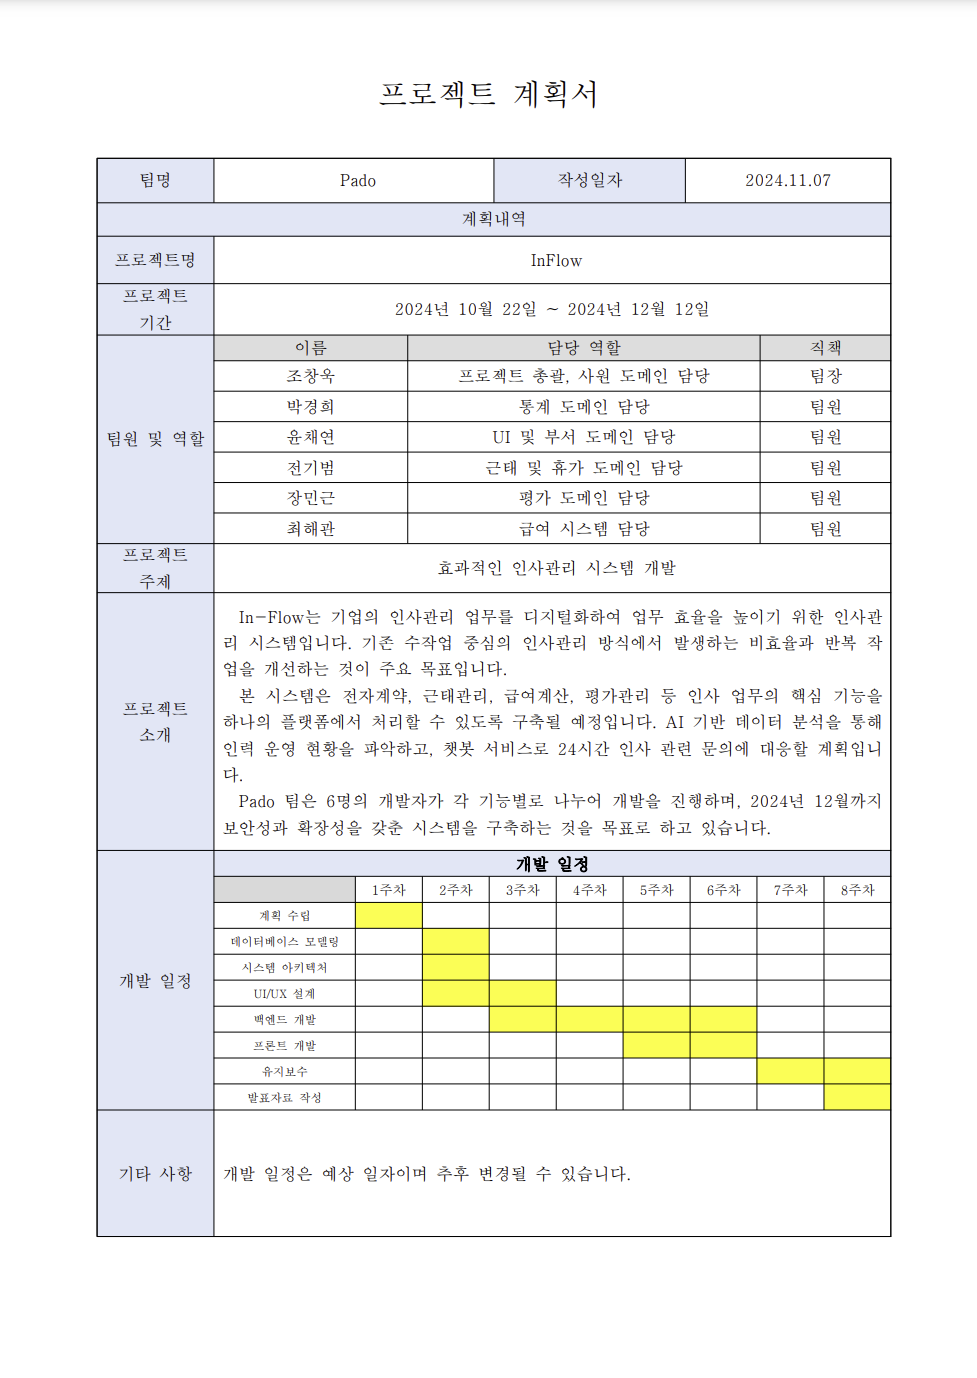 프로젝트 계획서
팀명 Pado 작성일자 2024.11.07
계획내역
프로젝트명 InFlow
프로젝트
기간
2024년 10월 22일 ~ 2024년 12월 12일
팀원 및 역할
이름 담당 역할 직책
조창욱 프로젝트 총괄, 사원 도메인 담당 팀장
박경희 통계 도메인 담당 팀원
윤채연 UI 및 부서 도메인 담당 팀원
전기범 근태 및 휴가 도메인 담당 팀원
장민근 평가 도메인 담당 팀원
최해관 급여 시스템 담당 팀원
프로젝트
주제
효과적인 인사관리 시스템 개발
프로젝트
소개
In-Flow는 기업의 인사관리 업무를 디지털화하여 업무 효율을 높이기 위한 인사관
리 시스템입니다. 기존 수작업 중심의 인사관리 방식에서 발생하는 비효율과 반복 작
업을 개선하는 것이 주요 목표입니다.
본 시스템은 전자계약, 근태관리, 급여계산, 평가관리 등 인사 업무의 핵심 기능을
하나의 플랫폼에서 처리할 수 있도록 구축될 예정입니다. AI 기반 데이터 분석을 통해
인력 운영 현황을 파악하고, 챗봇 서비스로 24시간 인사 관련 문의에 대응할 계획입니
다.
Pado 팀은 6명의 개발자가 각 기능별로 나누어 개발을 진행하며, 2024년 12월까지
보안성과 확장성을 갖춘 시스템을 구축하는 것을 목표로 하고 있습니다.
개발 일정
개발 일정
1주차 2주차 3주차 4주차 5주차 6주차 7주차 8주차
계획 수립
데이터베이스 모델링
시스템 아키텍처
UI/UX 설계
백엔드 개발
프론트 개발
유지보수
발표자료 작성
기타 사항
개발 일정은 예상 일자이며 추후 변경될 수 있습니다.